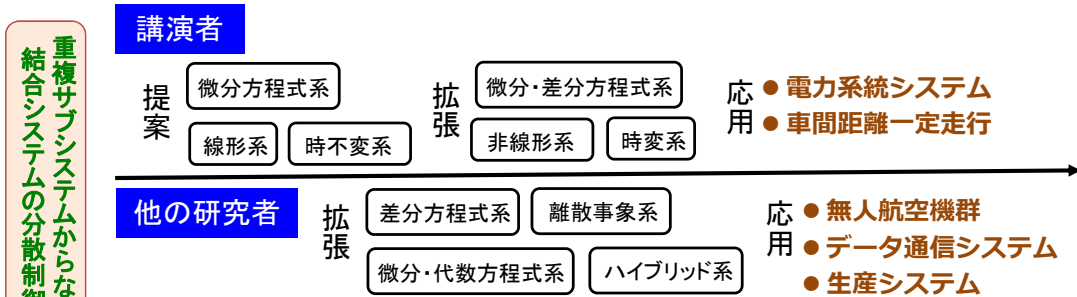 重複サブシステムからな
結合システムの分散制御
講演者
提案
微分方程式系
線形系
時不変系
拡張
微分・差分方程式系
非線形系
時変系
応用
● 電力系統システム
● 車間距離一定走行
他の研究者
拡張
差分方程式系
離散事象系
微分・代数方程式系
ハイブリッド系
応用
● 無人航空機群
● データ通信システム
● 生産システム